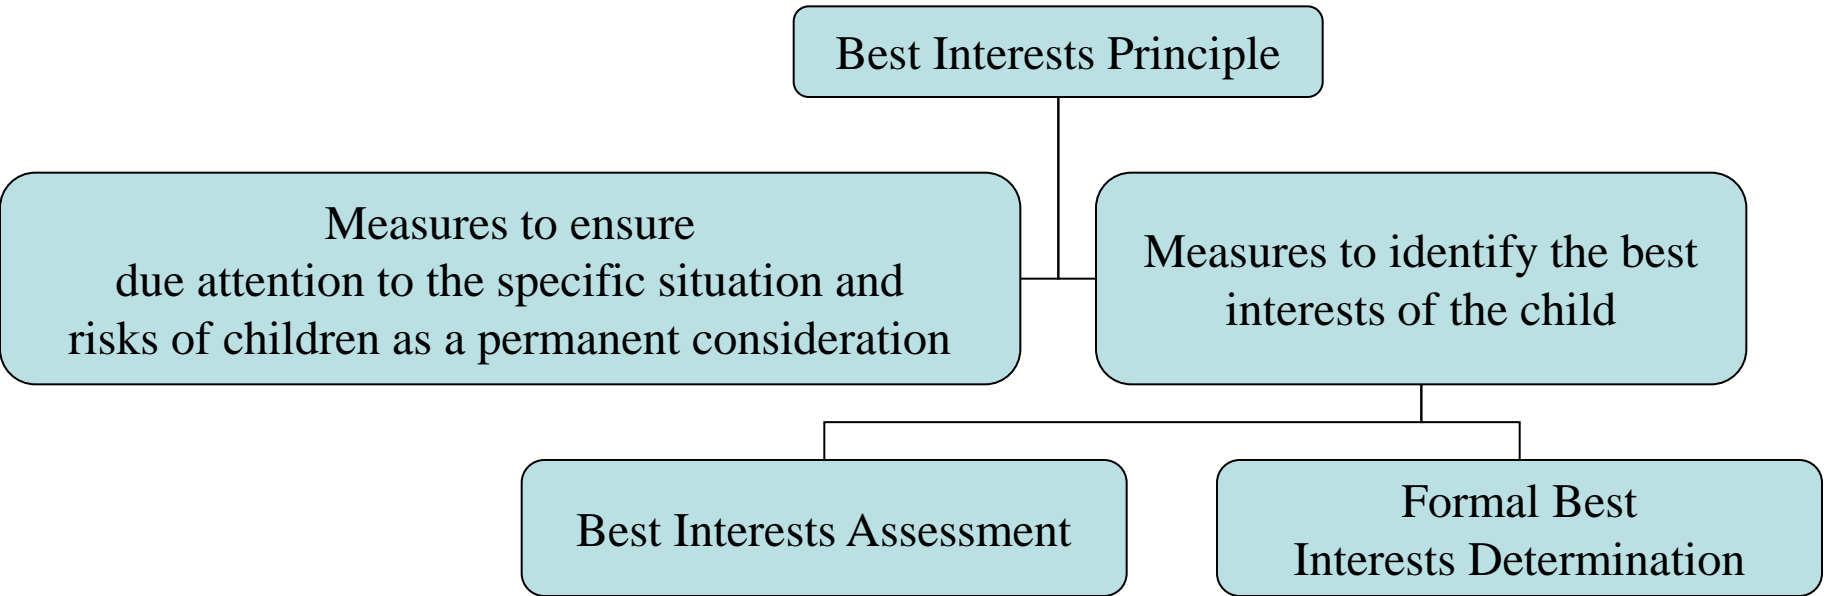 Best Interests Principle
Measures to ensure
due attention to the specific situation and
risks of children as a permanent consideration
Measures to identify the best
interests of the child
Best Interests Assessment
Formal Best
Interests Determination